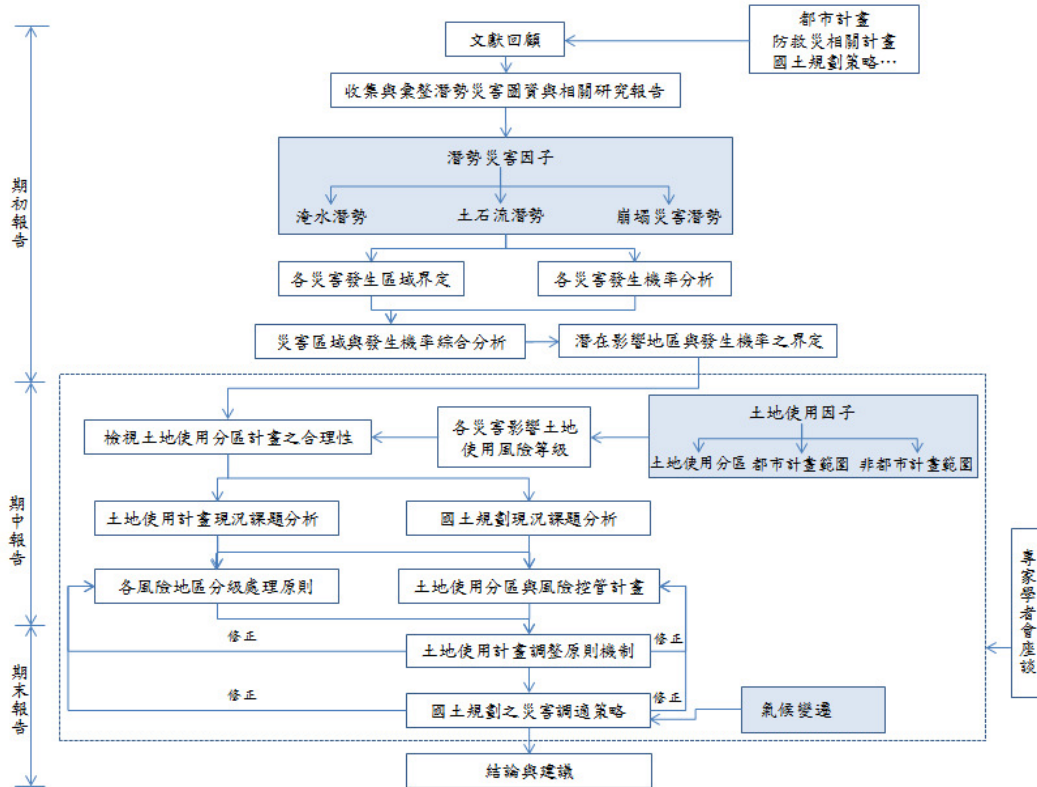 都市計畫
防救災相關計畫
國土規劃策略…
文獻回顧
收集與彙整潛勢災害圖資與相關研究報告
潛勢災害因子
淹水潛勢
土石流潛勢
崩塌災害潛勢
期初報告
各災害發生區域界定
各災害發生機率分析
災害區域與發生機率綜合分析
潛在影響地區與發生機率之界定
檢視土地使用分區計畫之合理性
各災害影響土地
使用風險等級
土地使用因子
土地使用分區
都市計畫範圍
非都市計畫範圍
期中報告
土地使用計畫現況課題分析
國土規劃現況課題分析
各風險地區分級處理原則
土地使用分區與風險控管計畫
專家學者會座談
修正
土地使用計畫調整原則機制
修正
期末報告
修正
國土規劃之災害調適策略
修正
氣候變遷
結論與建議